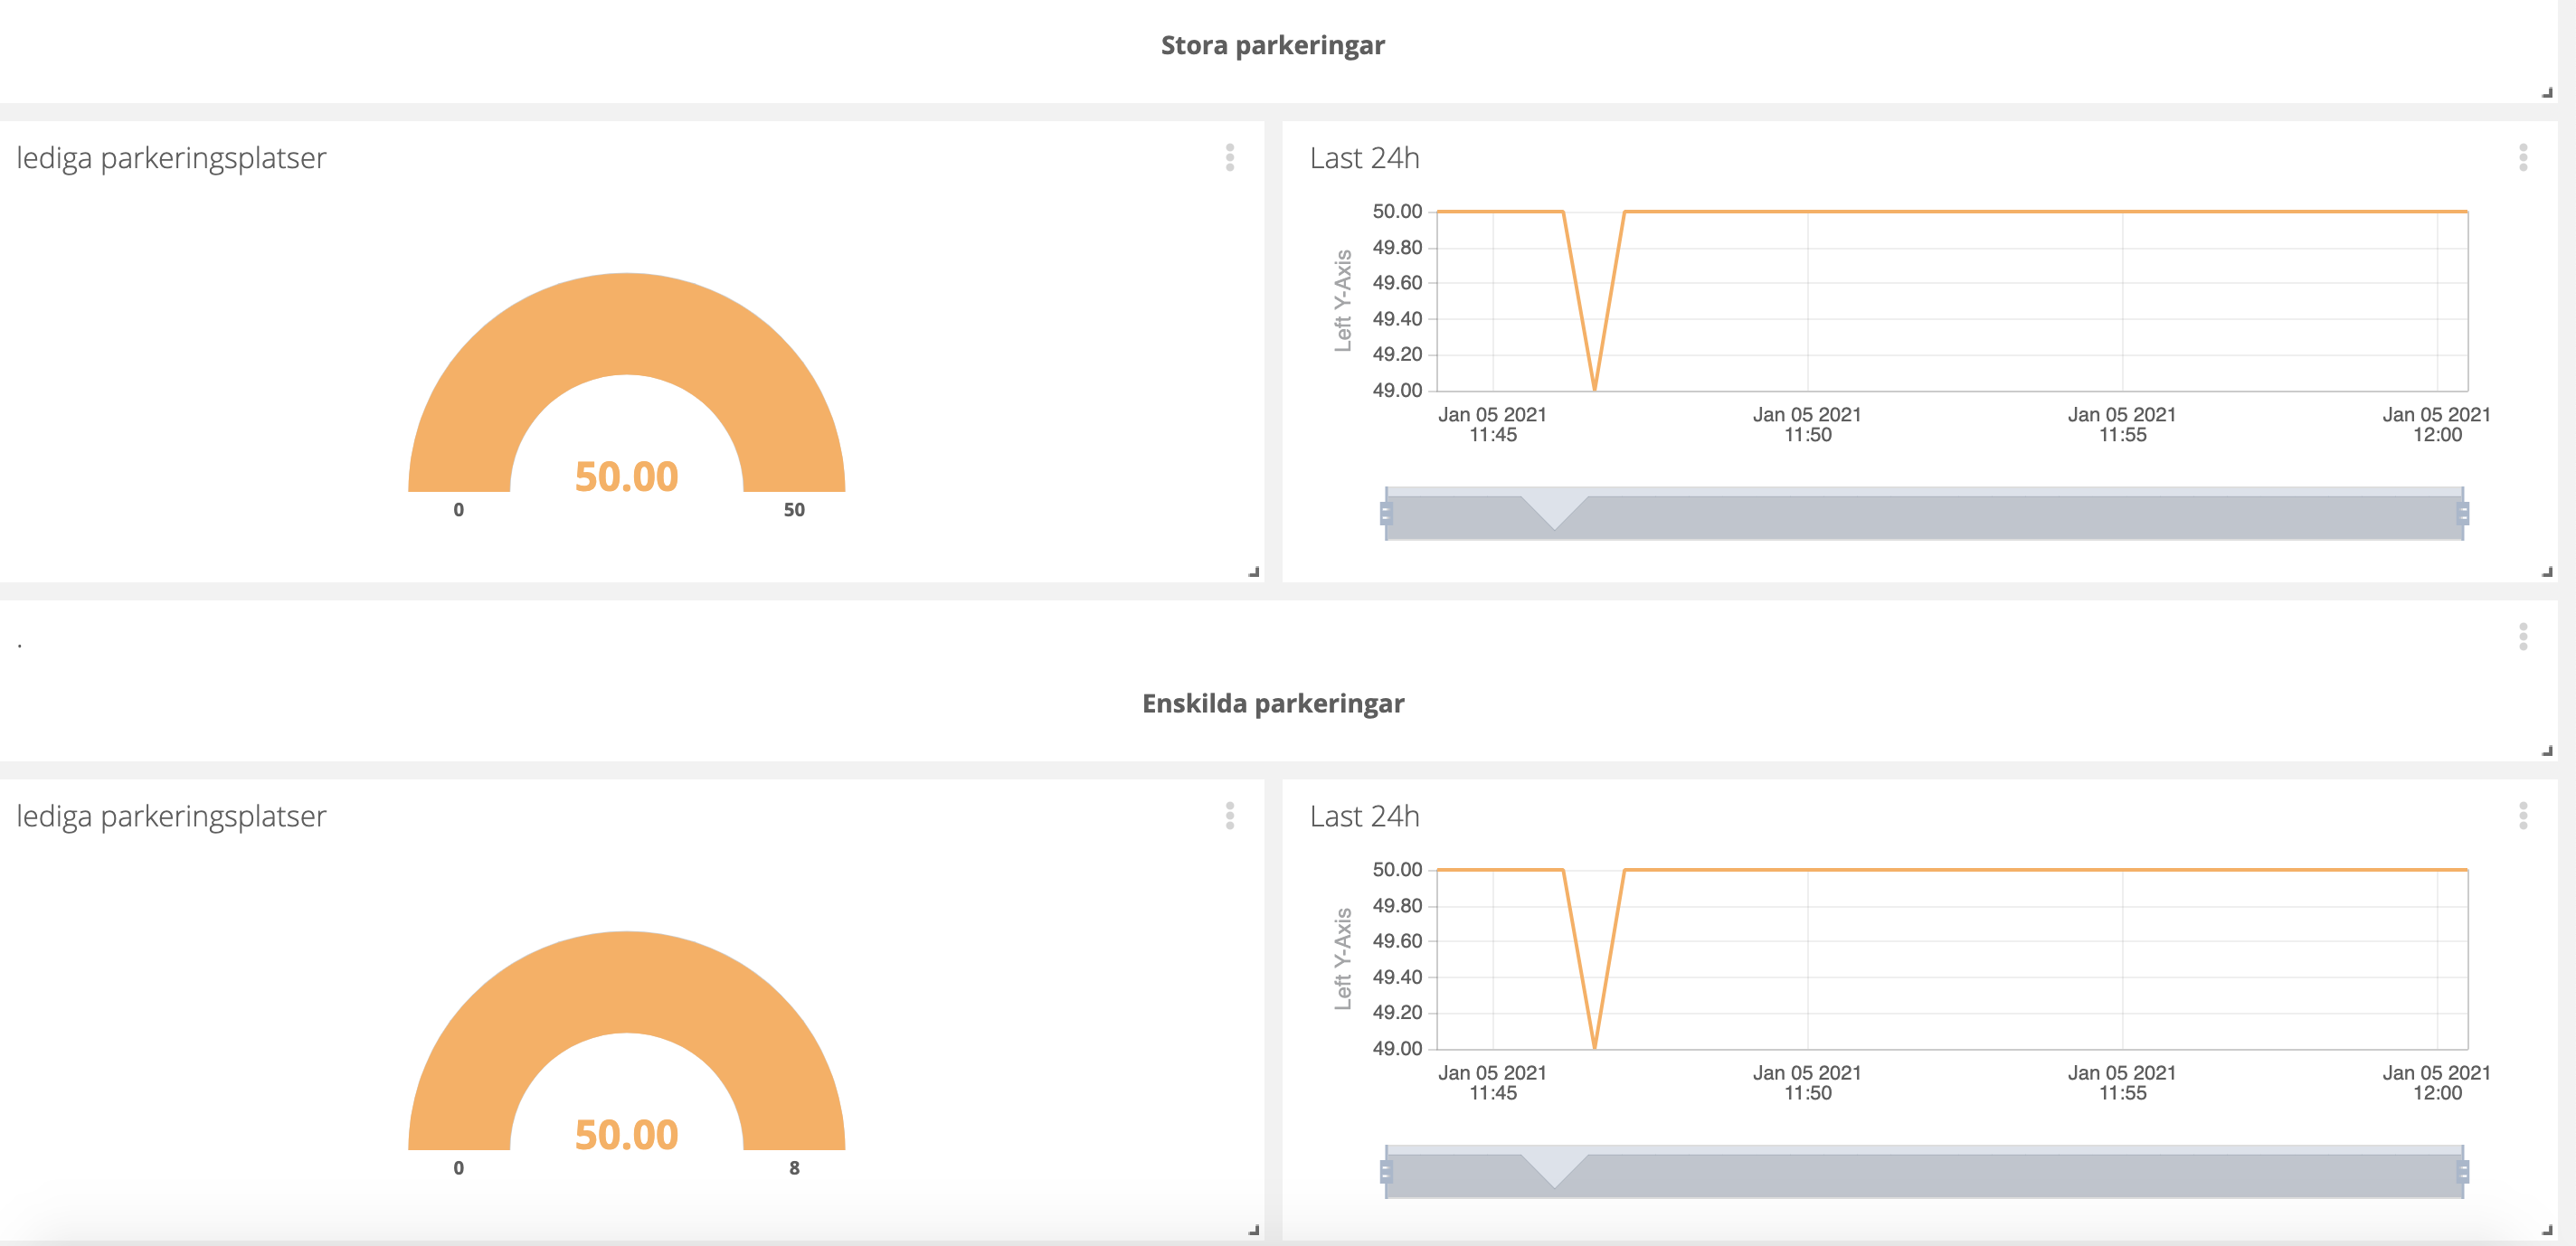 Stora parkeringar
lediga parkeringsplatser
50.00
0
50
Last 24h
Left Y-Axis
50.00
49.80
49.60
49.40
49.20
49.00
Jan 05 2021
11:45
Jan 05 2021
11:50
Jan 05 2021
11:55
Jan 05 2021
12:00
.
Enskilda parkeringar
lediga parkeringsplatser
50.00
0
8
Last 24h
Left Y-Axis
50.00
49.80
49.60
49.40
49.20
49.00
Jan 05 2021
11:45
Jan 05 2021
11:50
Jan 05 2021
11:55
Jan 05 2021
12:00